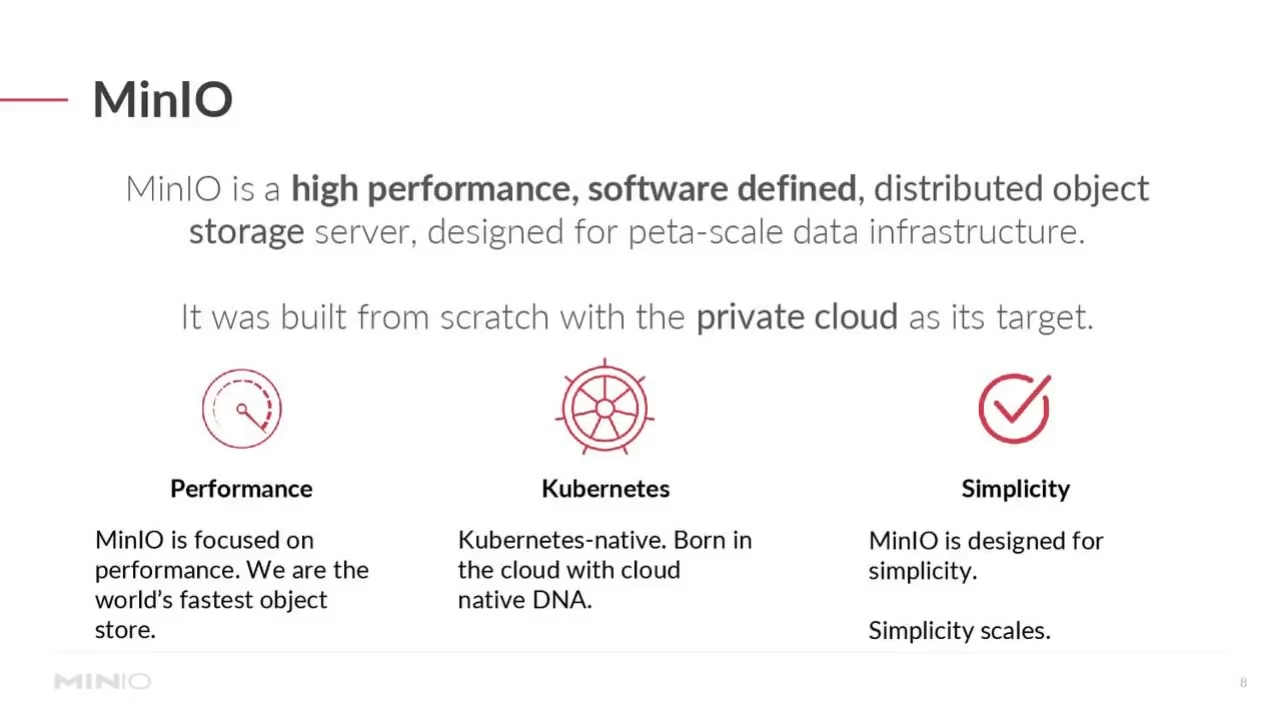 MinIO
MinIO is a high performance, software defined, distributed object
storage server, designed for peta-scale data infrastructure.
It was built from scratch with the private cloud as its target.
Performance
MinIO is focused on
performance. We are the
world’s fastest object
store.
Kubernetes
Kubernetes-native. Born in
the cloud with cloud
native DNA.
Simplicity
MinIO is designed for
simplicity.
Simplicity scales.
MINIO
8